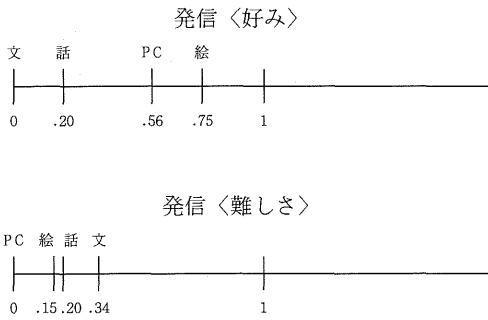 発信〈好み〉
文 話 PC 絵
0 .20 .56 .75 1
発信〈難しさ〉
PC 絵 話 文
0 .15 .20 .34 1